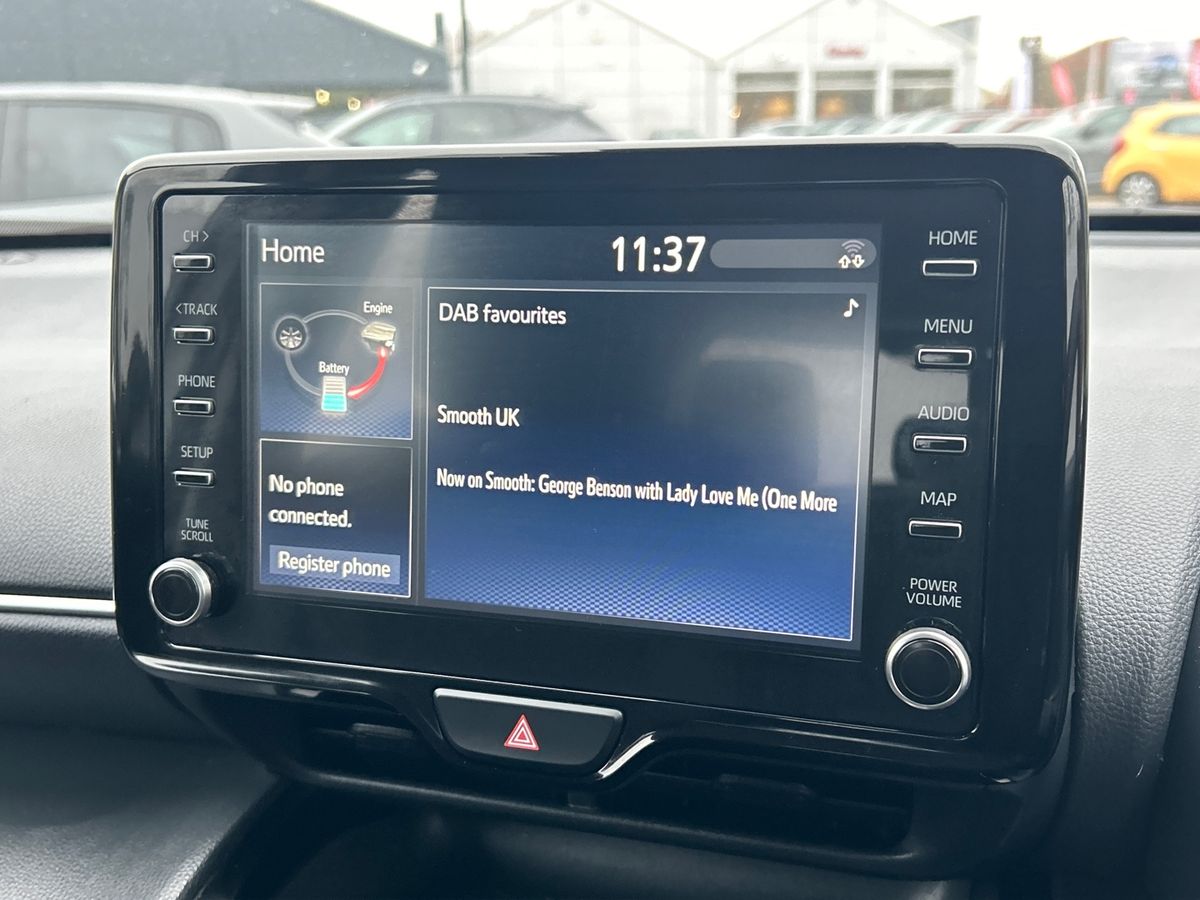 CH >
< TRACK
PHONE
SETUP
TUNE
SCROLL
Home
11:37
Engine
Battery
No phone
connected.
Register phone
DAB favourites
Smooth UK
Now on Smooth: George Benson with Lady Love Me (One More
HOME
MENU
AUDIO
MAP
POWER
VOLUME